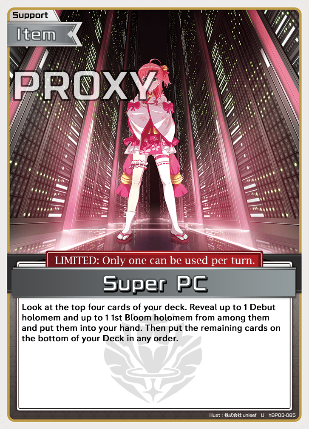 Support
Item
PROXY
LIMITED: Only one can be used per turn.
Super PC
Look at the top four cards of your deck. Reveal up to 1 Debut
holomem and up to 1 1st Bloom holomem from among them
and put them into your hand. Then put the remaining cards on
the bottom of your Deck in any order.
Illust : U